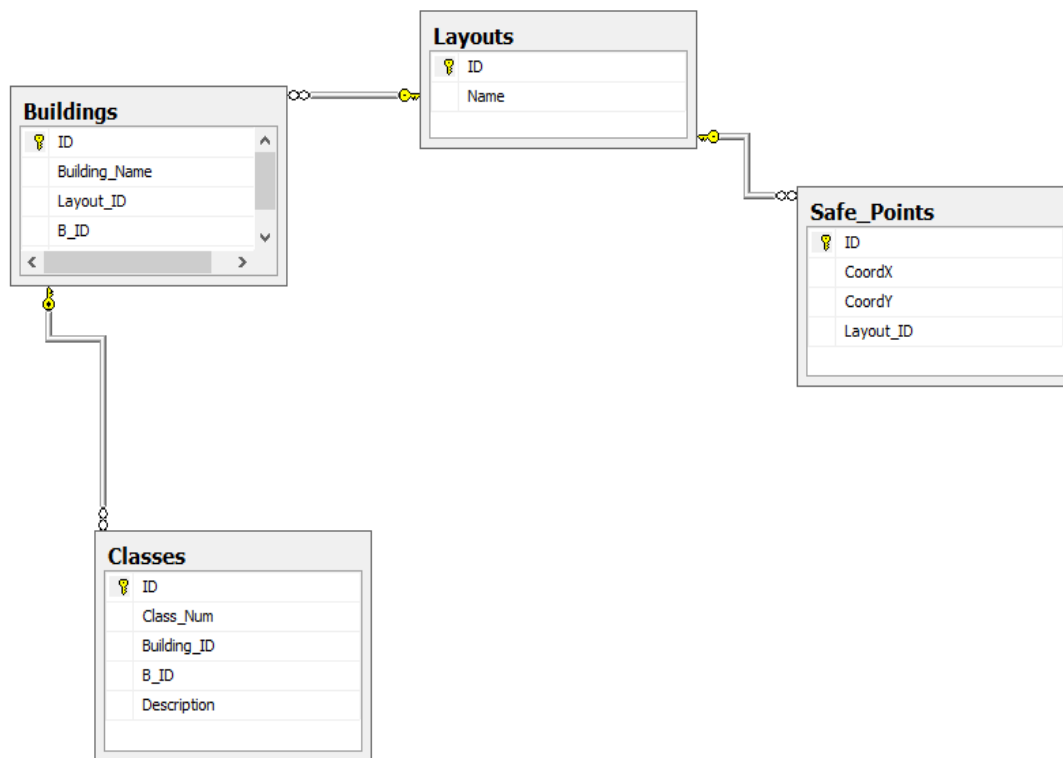 Layouts
ID
Name
Buildings
ID
Building_Name
Layout_ID
B_ID
Safe_Points
ID
CoordX
CoordY
Layout_ID
Classes
ID
Class_Num
Building_ID
B_ID
Description